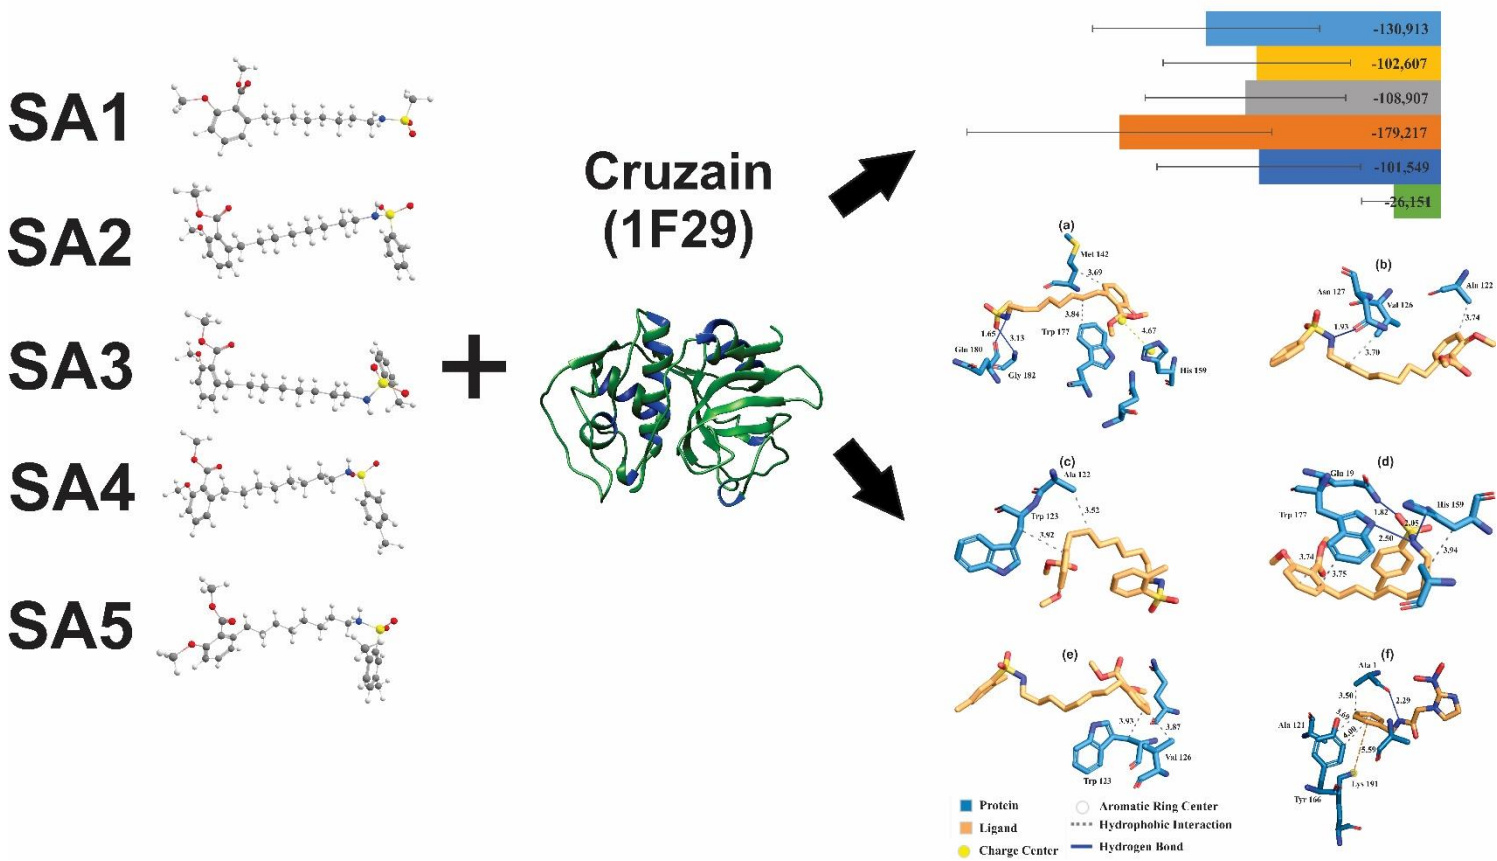 SA1
SA2
SA3
SA4
SA5
+
Cruzain
(1F29)
-130,913
-102,607
-108,907
-179,217
-101,549
-26,151
(a)
Met 142
3.69
3.84
1.65
3.13
Trp 177
4.67
Gln 180
Gly 182
His 159
(b)
Asn 127
Val 126
Aln 122
1.93
3.74
3.70
(c)
Ala 122
Trp 123
3.52
3.92
(d)
Gln 19
His 159
Trp 177
1.82
2.05
2.50
3.94
3.74
3.75
(e)
3.93
3.87
Val 126
Trp 123
(f)
Ala 1
3.50
2.29
3.69
Ala 121
4.00
5.59
Lys 191
Tyr 166
Protein
Ligand
Charge Center
Aromatic Ring Center
Hydrophobic Interaction
Hydrogen Bond